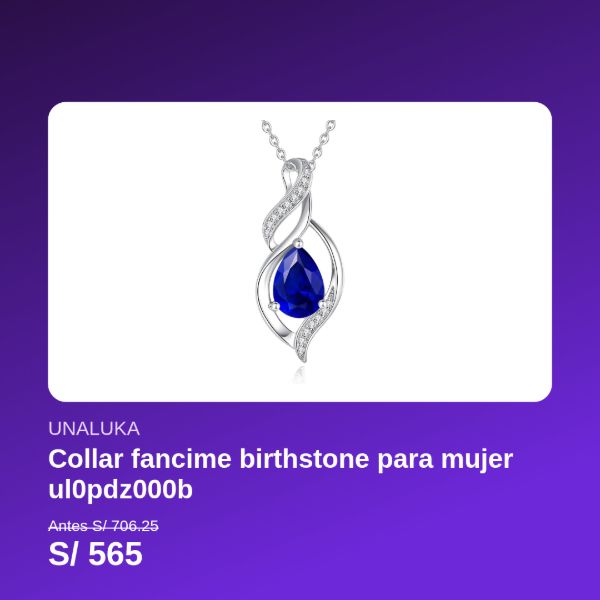 UNALUKA
Collar fancime birthstone para mujer
ul0pdz000b
Antes S/ 706.25
S/ 565